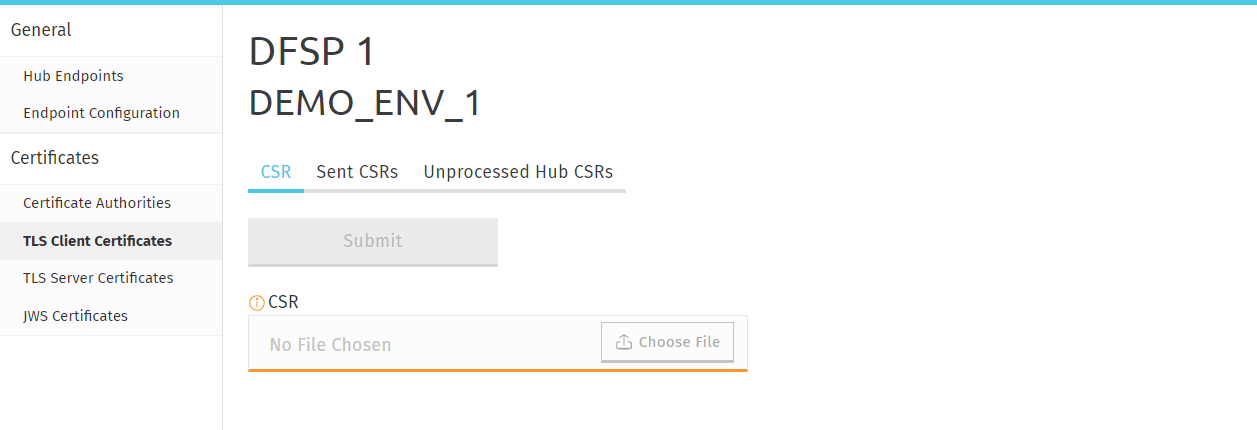 General
Hub Endpoints
Endpoint Configuration
Certificates
Certificate Authorities
TLS Client Certificates
TLS Server Certificates
JWS Certificates
DFSP 1
DEMO_ENV_1
CSR Sent CSRs Unprocessed Hub CSRs
Submit
CSR
No File Chosen Choose File